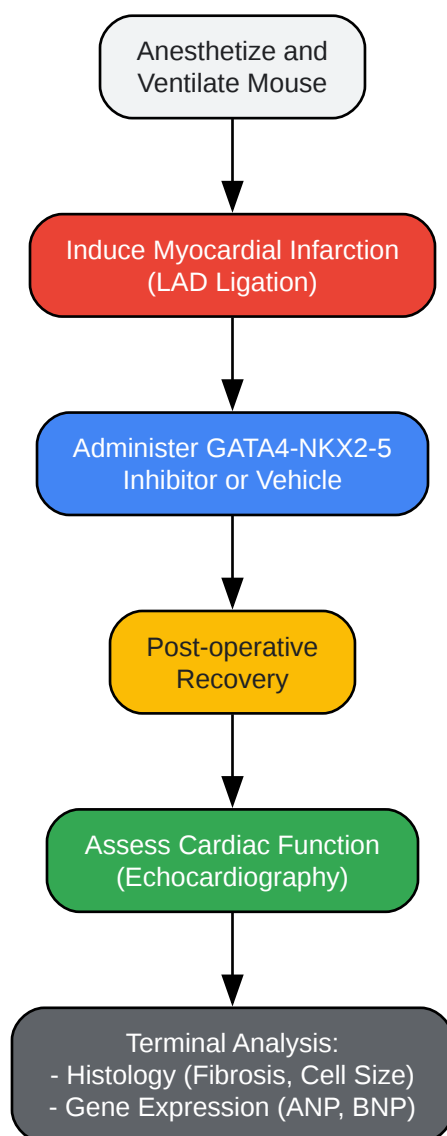 Anesthetize and
Ventilate Mouse
Induce Myocardial Infarction
(LAD Ligation)
Administer GATA4-NKX2-5
Inhibitor or Vehicle
Post-operative
Recovery
Assess Cardiac Function
(Echocardiography)
Terminal Analysis:
- Histology (Fibrosis, Cell Size)
- Gene Expression (ANP, BNP)